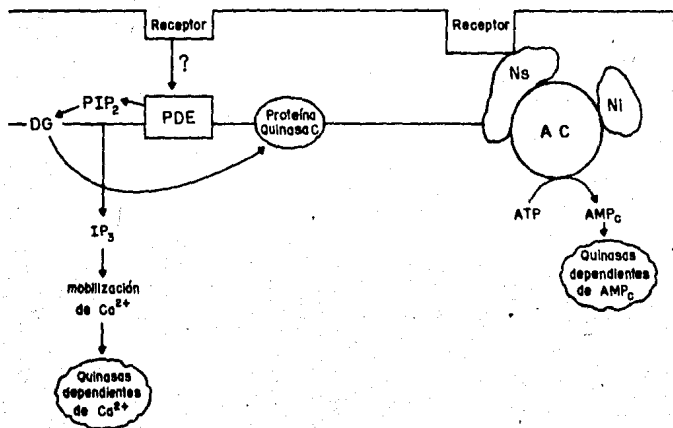 Receptor
?
PIP2
DG
PDE
Proteína
Quinasa C
IP3
mobilización
de Ca2+
Quinasas
dependientes
de Ca2+
Receptor
Ns
Ni
A C
ATP
AMPc
Quinasas
dependientes
de AMPc